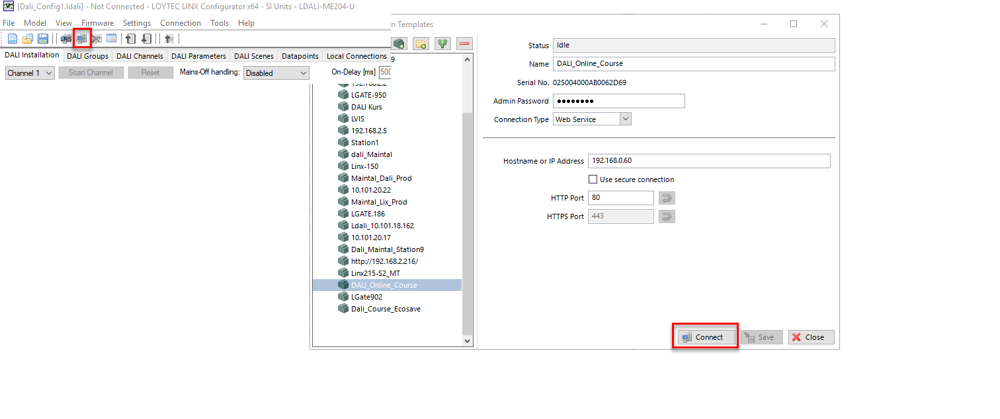 [Dali_Config1.ldali] - Not Connected - LOYTEC LINX Configurator x64 - SI Units - LDALI-ME204-U
File Model View Firmware Settings Connection Tools Help
n Templates
LNS
DALI Installation DALI Groups DALI Channels DALI Parameters DALI Scenes Datapoints Local Connections
Channel 1 Scan Channel Reset Mains-Off handling: Disabled On-Delay [ms] 500
9
192.168.2.2
LGATE-950
DALI Kurs
LVIS
192.168.2.5
Station1
dali_Maintal
Linx-150
Maintal_Dali_Prod
10.101.20.22
Maintal_Lix_Prod
LGATE.186
Ldali_10.101.18.162
10.101.20.17
Dali_Maintal_Station9
http://192.168.2.216/
Linx215-S2_MT
DALI_Online_Course
LGate902
Dali_Course_Ecosave
Status Idle
Name DALI_Online_Course
Serial No. 025004000AB0062D69
Admin Password ●●●●●●●●
Connection Type Web Service
Hostname or IP Address 192.168.0.60
Use secure connection
HTTP Port 80
HTTPS Port 443
Connect Save Close